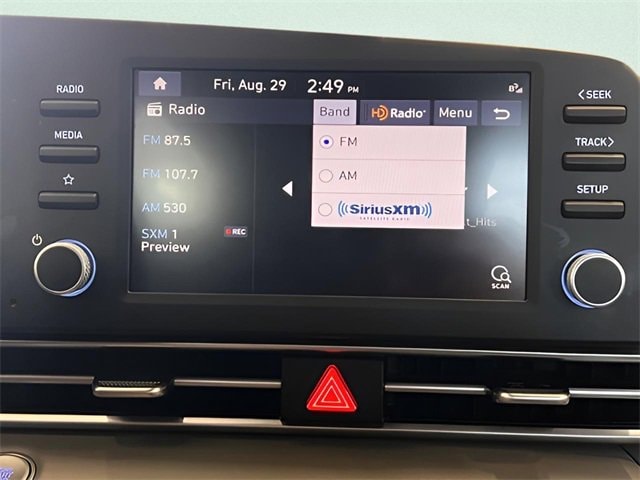 RADIO
MEDIA
Fri, Aug. 29 2:49 PM
Radio Band HD Radio Menu
FM 87.5
FM 107.7
AM 530
SXM 1 REC
Preview
FM
AM
((SiriusXM))
SATELLITE RADIO
t_Hits
SCAN
<SEEK
TRACK>
SETUP